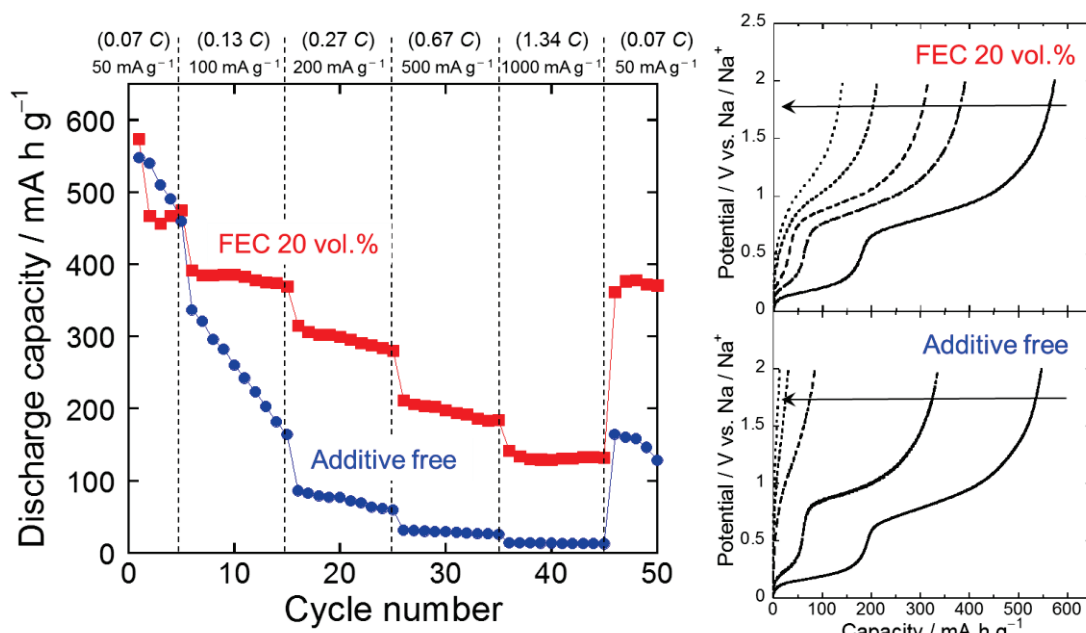 (0.07 C) (0.13 C) (0.27 C) (0.67 C) (1.34 C) (0.07 C)
50 mA g⁻¹ 100 mA g⁻¹ 200 mA g⁻¹ 500 mA g⁻¹ 1000 mA g⁻¹ 50 mA g⁻¹
Discharge capacity / mA h g⁻¹
600
500
400
300
200
100
0
FEC 20 vol.%
Additive free
0 10 20 30 40 50
Cycle number
Potential / V vs. Na / Na⁺
2.5
2
1.5
1
0.5
0
FEC 20 vol.%
Potential / V vs. Na / Na⁺
2
1.5
1
0.5
0
Additive free
0 100 200 300 400 500 600
Capacity / mA h g⁻¹